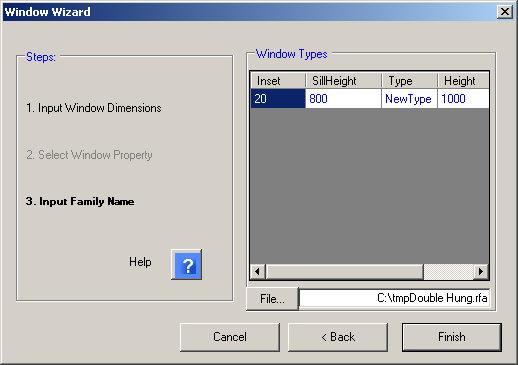 Window Wizard
Steps:
1. Input Window Dimensions
2. Select Window Property
3. Input Family Name
Help
?
Window Types
Inset SillHeight Type Height
20 800 NewType 1000
File... C:\tmpDouble Hung.rfa
Cancel < Back Finish